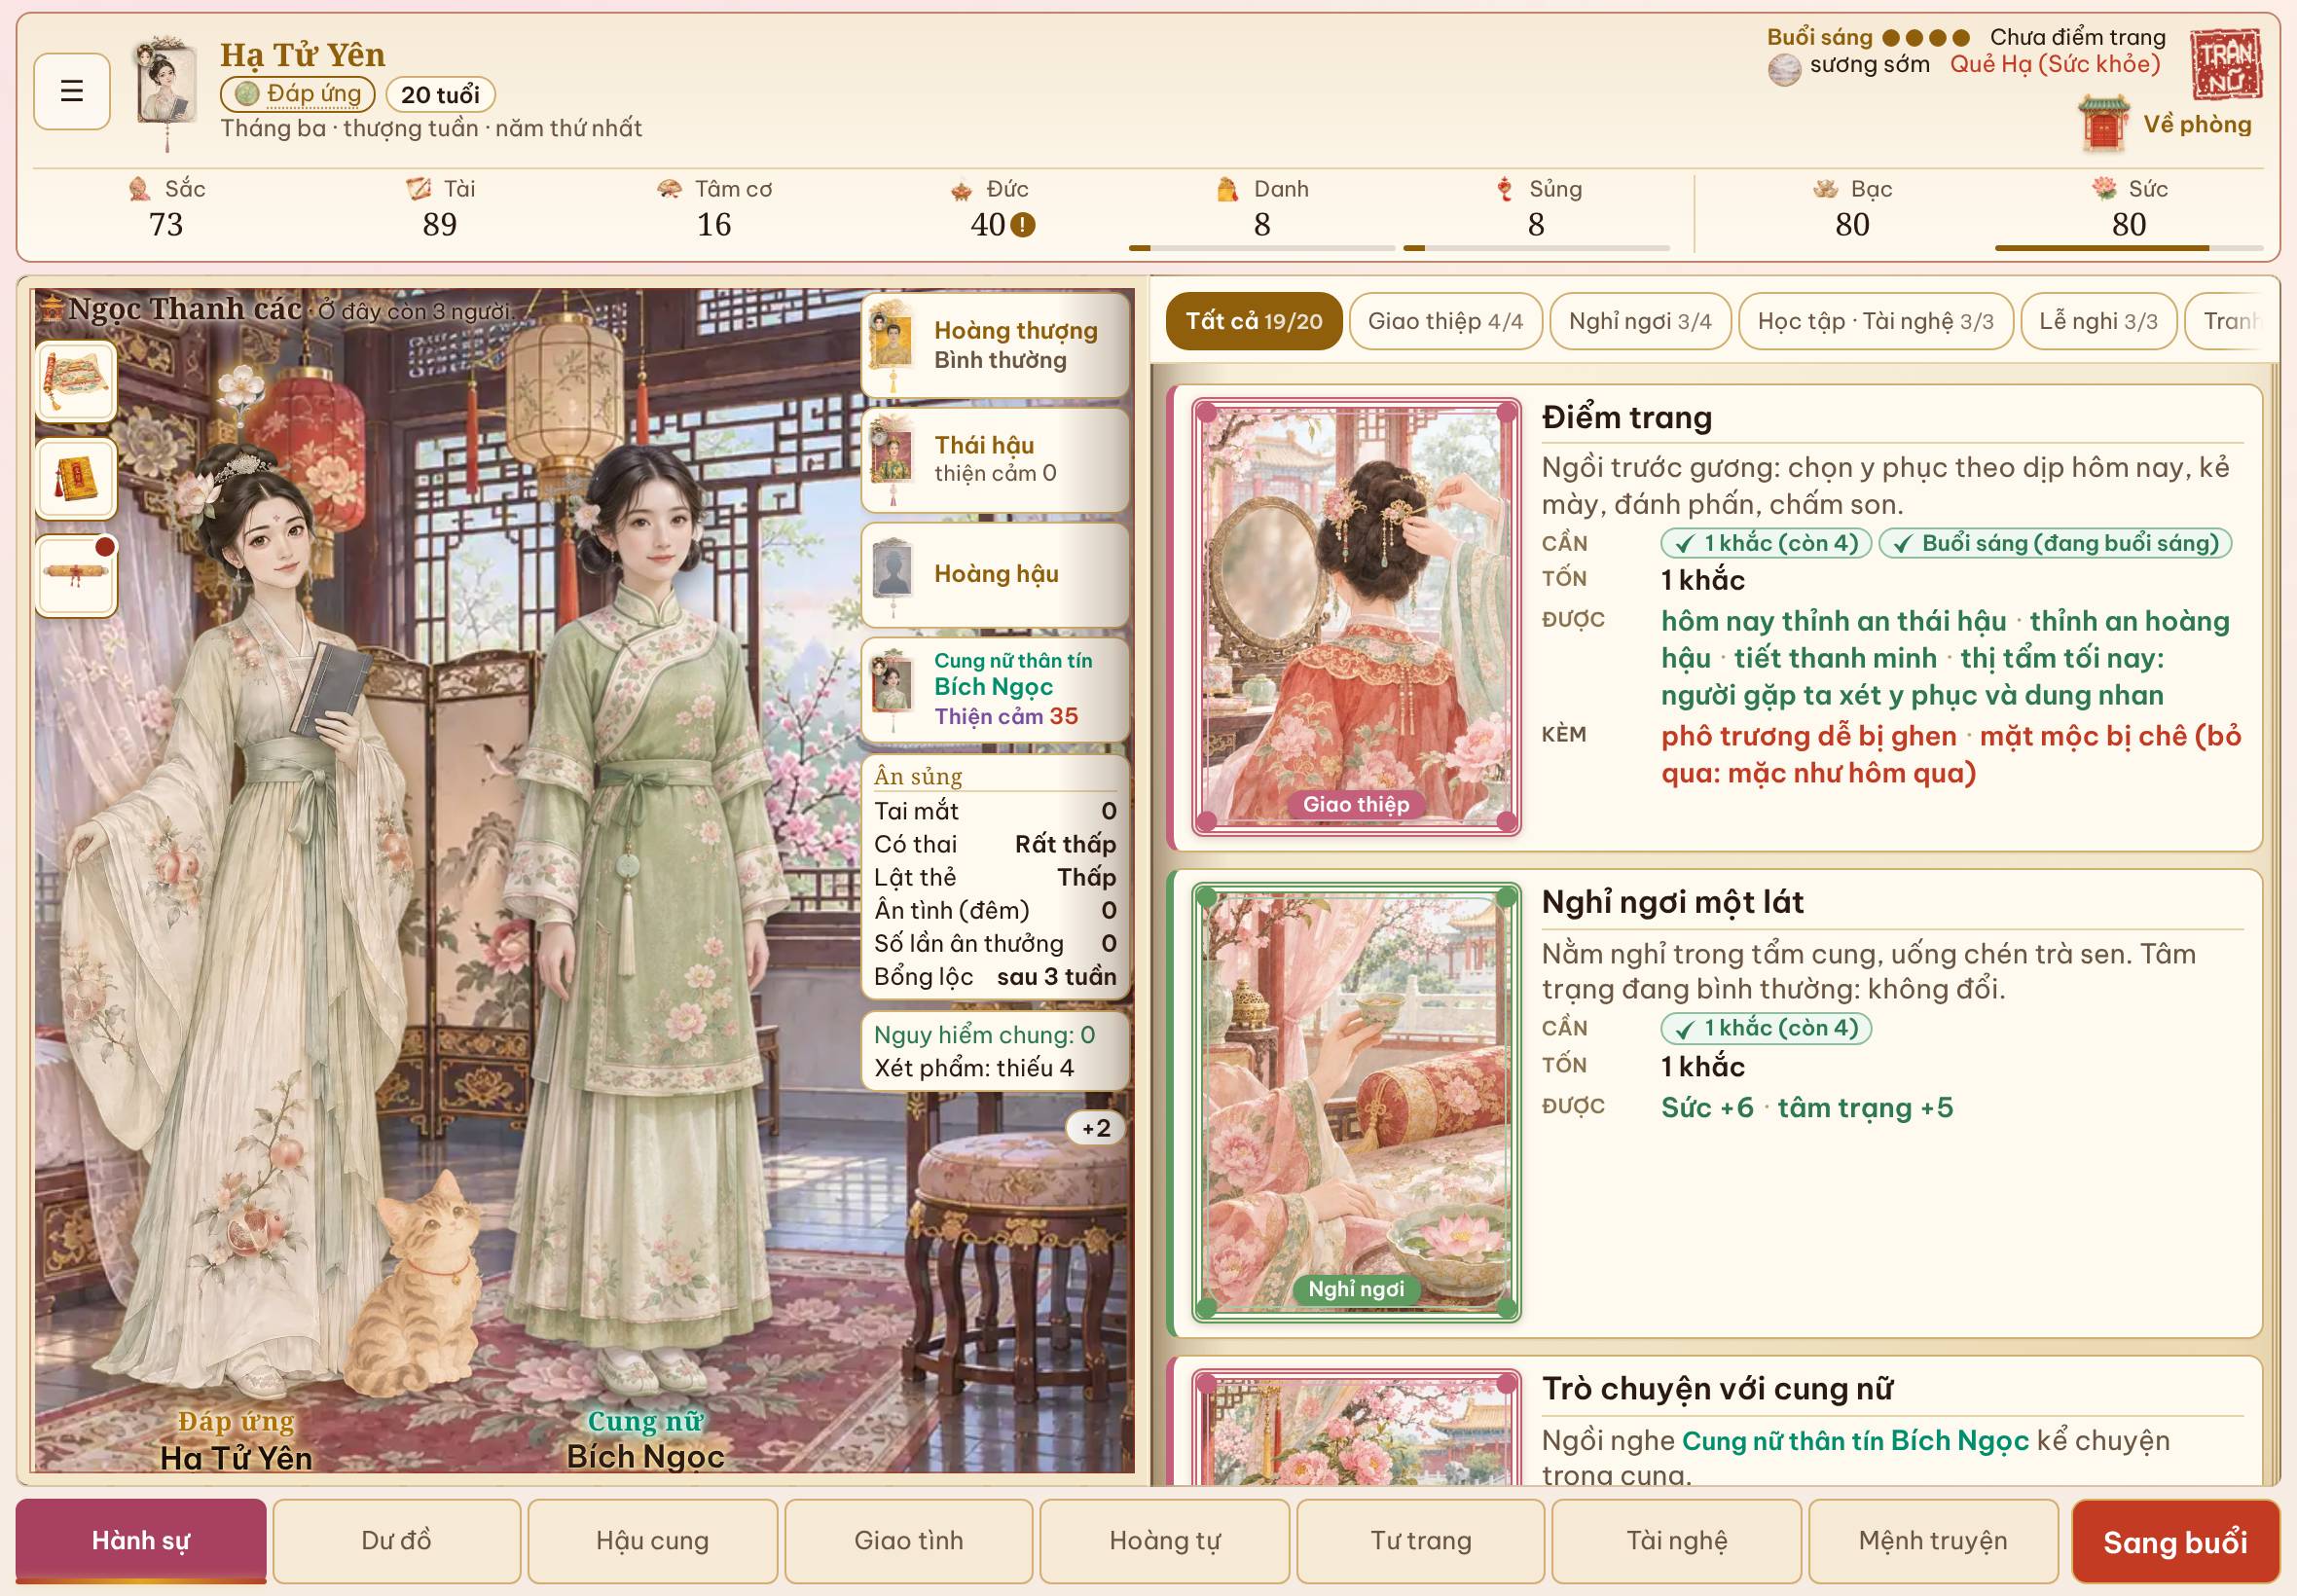 Hạ Tử Yên
Đáp ứng
20 tuổi
Tháng ba · thượng tuần · năm thứ nhất
Buổi sáng
Chưa điểm trang
sương sớm
Quẻ Hạ (Sức khỏe)
TRÂN NỮ
Về phòng
Sắc
73
Tài
89
Tâm cơ
16
Đức
40
Danh
8
Sủng
8
Bạc
80
Sức
80
Ngọc Thanh các · Ở đây còn 3 người.
Hoàng thượng
Bình thường
Thái hậu
thiện cảm 0
Hoàng hậu
Cung nữ thân tín
Bích Ngọc
Thiện cảm 35
Ân sủng
Tai mắt 0
Có thai Rất thấp
Lật thẻ Thấp
Ân tình (đêm) 0
Số lần ân thưởng 0
Bổng lộc sau 3 tuần
Nguy hiểm chung: 0
Xét phẩm: thiếu 4
+2
Đáp ứng
Hạ Tử Yên
Cung nữ
Bích Ngọc
Tất cả 19/20
Giao thiệp 4/4
Nghỉ ngơi 3/4
Học tập · Tài nghệ 3/3
Lễ nghi 3/3
Tranh
Giao thiệp
Điểm trang
Ngồi trước gương: chọn y phục theo dịp hôm nay, kẻ
mày, đánh phấn, chấm son.
CẦN 1 khắc (còn 4) Buổi sáng (đang buổi sáng)
TỐN 1 khắc
ĐƯỢC hôm nay thỉnh an thái hậu · thỉnh an hoàng
hậu · tiết thanh minh · thị tẩm tối nay:
người gặp ta xét y phục và dung nhan
KÈM phô trương dễ bị ghen · mặt mộc bị chê (bỏ
qua: mặc như hôm qua)
Nghỉ ngơi
Nghỉ ngơi một lát
Nằm nghỉ trong tẩm cung, uống chén trà sen. Tâm
trạng đang bình thường: không đổi.
CẦN 1 khắc (còn 4)
TỐN 1 khắc
ĐƯỢC Sức +6 · tâm trạng +5
Trò chuyện với cung nữ
Ngồi nghe Cung nữ thân tín Bích Ngọc kể chuyện
trong cung.
Hành sự
Dư đồ
Hậu cung
Giao tình
Hoàng tự
Tư trang
Tài nghệ
Mệnh truyện
Sang buổi